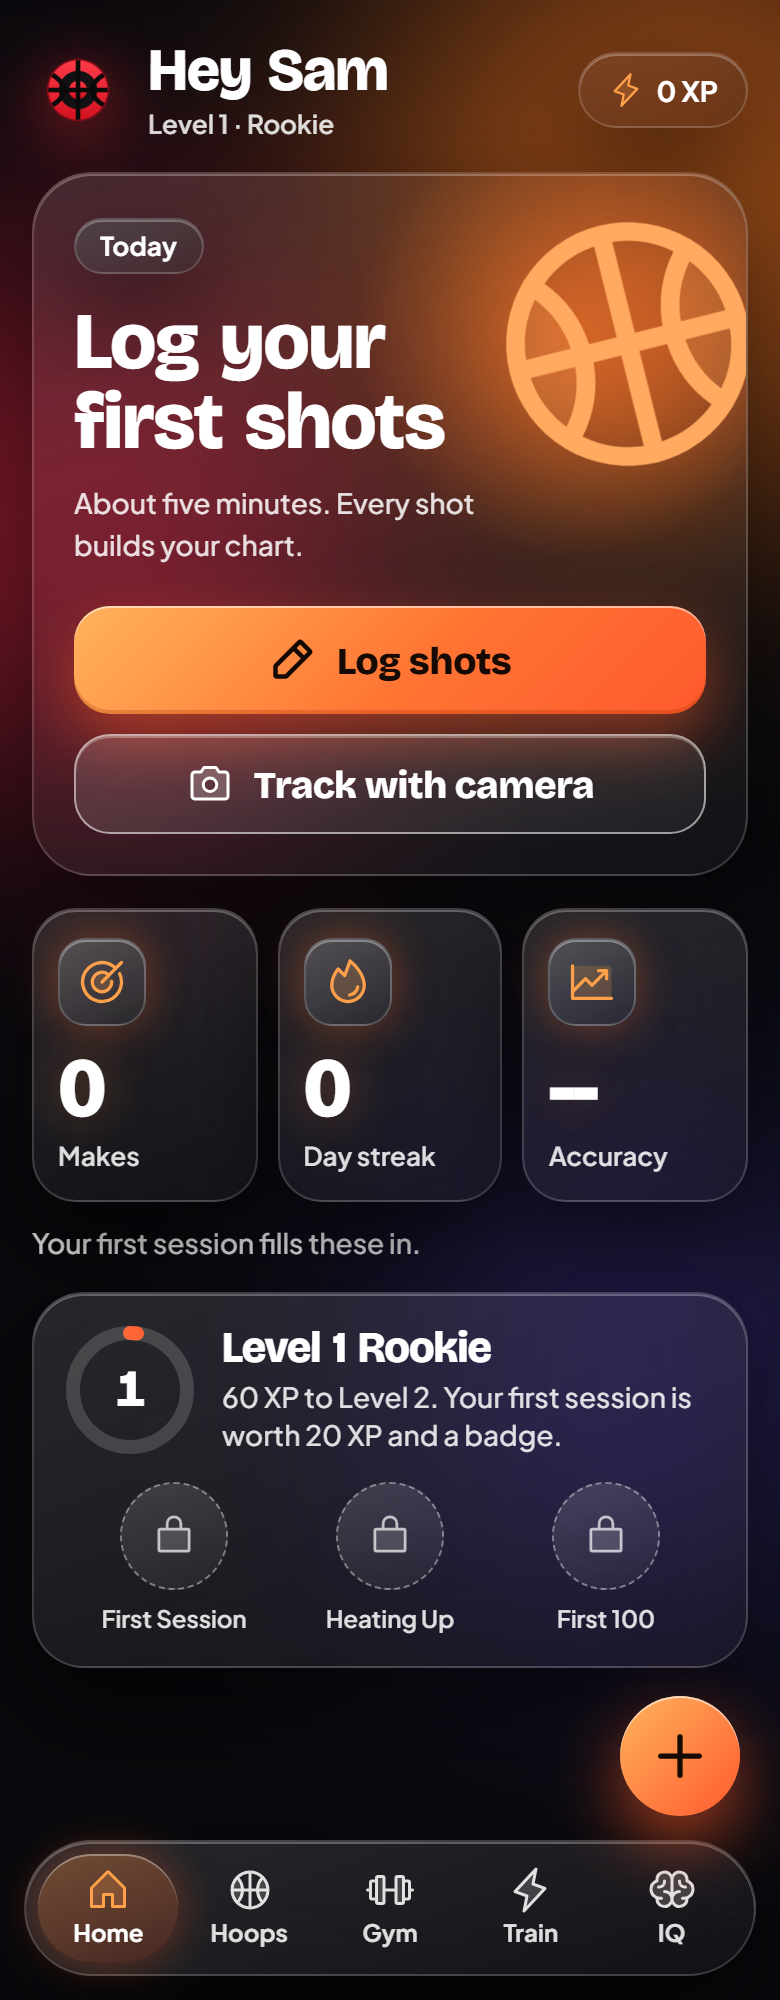 Hey Sam
Level 1 · Rookie
0 XP
Today
Log your
first shots
About five minutes. Every shot
builds your chart.
Log shots
Track with camera
0
Makes
0
Day streak
—
Accuracy
Your first session fills these in.
1
Level 1 Rookie
60 XP to Level 2. Your first session is
worth 20 XP and a badge.
First Session
Heating Up
First 100
Home
Hoops
Gym
Train
IQ